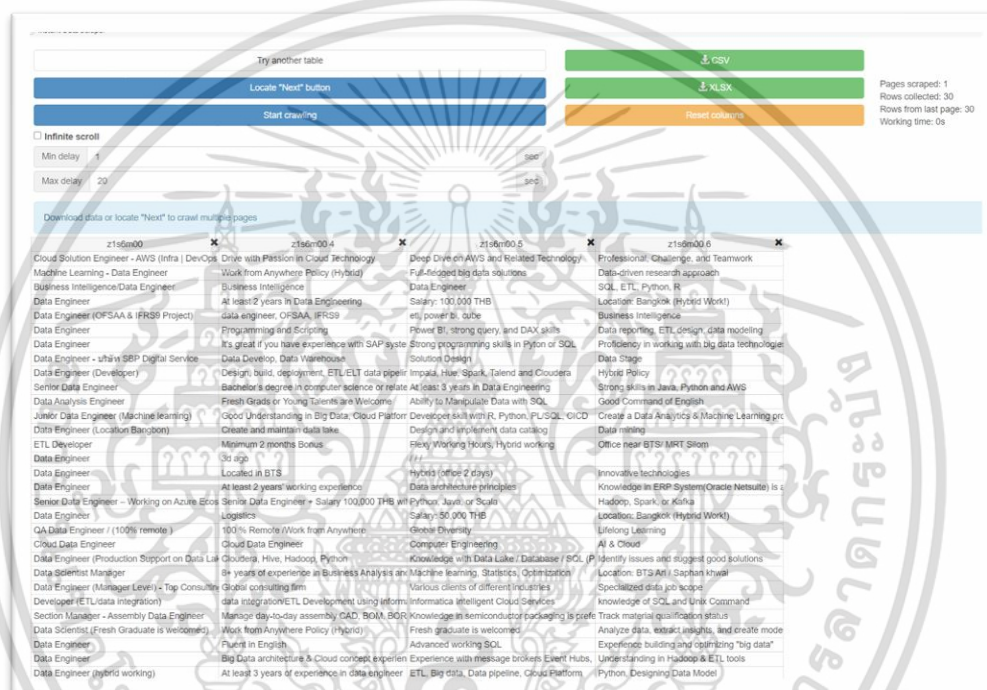 Try another table
CSV
Locate "Next" button
XLSX
Start crawling
Reset columns
Pages scraped: 1
Rows collected: 30
Rows from last page: 30
Working time: 0s
Infinite scroll
Min delay 1 sec
Max delay 20 sec
Download data or locate "Next" to crawl multiple pages
z1s6m00 z1s6m00 4 z1s6m00 5 z1s6m00 6
Cloud Solution Engineer - AWS (Infra | DevOps Drive with Passion in Cloud Technology Deep Dive on AWS and Related Technology Professional, Challenge, and Teamwork
Machine Learning - Data Engineer Work from Anywhere Policy (Hybrid) Full-fledged big data solutions Data-driven research approach
Business Intelligence/Data Engineer Business Intelligence Data Engineer SQL, ETL, Python, R
Data Engineer At least 2 years in Data Engineering Salary: 100,000 THB Location: Bangkok (Hybrid Work!)
Data Engineer (OFSAA & IFRS9 Project) data engineer, OFSAA, IFRS9 etl, power bi, cube Business Intelligence
Data Engineer Programming and Scripting Power BI, strong query, and DAX skills Data reporting, ETL design, data modeling
Data Engineer It's great if you have experience with SAP syste Strong programming skills in Pyton or SQL Proficiency in working with big data technologies
Data Engineer - บริษัท SBP Digital Service Data Develop, Data Warehouse Solution Design Data Stage
Data Engineer (Developer) Design, build, deployment, ETL/ELT data pipelir Impala, Hue, Spark, Talend and Cloudera Hybrid Policy
Senior Data Engineer Bachelor's degree in computer science or relate At least 3 years in Data Engineering Strong skills in Java, Python and AWS
Data Analysis Engineer Fresh Grads or Young Talents are Welcome Ability to Manipulate Data with SQL Good Command of English
Junior Data Engineer (Machine learning) Good Understanding in Big Data, Cloud Platforr Developer skill with R, Python, PL/SQL, CICD Create a Data Analytics & Machine Learning pro
Data Engineer (Location Bangbon) Create and maintain data lake Design and implement data catalog Data mining
ETL Developer Minimum 2 months Bonus Flexy Working Hours, Hybrid working Office near BTS/ MRT Silom
Data Engineer 3d ago / / /
Data Engineer Located in BTS Hybrid (office 2 days) Innovative technologies
Data Engineer At least 2 years' working experience Data architecture principles Knowledge in ERP System(Oracle Netsuite) is a
Senior Data Engineer – Working on Azure Ecos Senior Data Engineer + Salary 100,000 THB wil Python, Java, or Scala Hadoop, Spark, or Kafka
Data Engineer Logistics Salary: 50,000 THB Location: Bangkok (Hybrid Work!)
QA Data Engineer / (100% remote ) 100 % Remote /Work from Anywhere Global Diversity Lifelong Learning
Cloud Data Engineer Cloud Data Engineer Computer Engineering AI & Cloud
Data Engineer (Production Support on Data Lak Cloudera, Hive, Hadoop, Python Knowledge with Data Lake / Database / SQL (P Identify issues and suggest good solutions
Data Scientist Manager 8+ years of experience in Business Analysis and Machine learning, Statistics, Optimization Location: BTS Ari / Saphan khwai
Data Engineer (Manager Level) - Top Consulting Global consulting firm Various clients of different industries Specialized data job scope
Developer (ETL/data integration) data integration/ETL Development using Inform Informatica Intelligent Cloud Services knowledge of SQL and Unix Command
Section Manager - Assembly Data Engineer Manage day-to-day assembly CAD, BOM, BOR Knowledge in semiconductor packaging is prefe Track material qualification status
Data Scientist (Fresh Graduate is welcomed) Work from Anywhere Policy (Hybrid) Fresh graduate is welcomed Analyze data, extract insights, and create mode
Data Engineer Fluent in English Advanced working SQL Experience building and optimizing "big data"
Data Engineer Big Data architecture & Cloud concept experien Experience with message brokers Event Hubs, Understanding in Hadoop & ETL tools
Data Engineer (hybrid working) At least 3 years of experience in data engineer ETL, Big data, Data pipeline, Cloud Platform Python, Designing Data Model